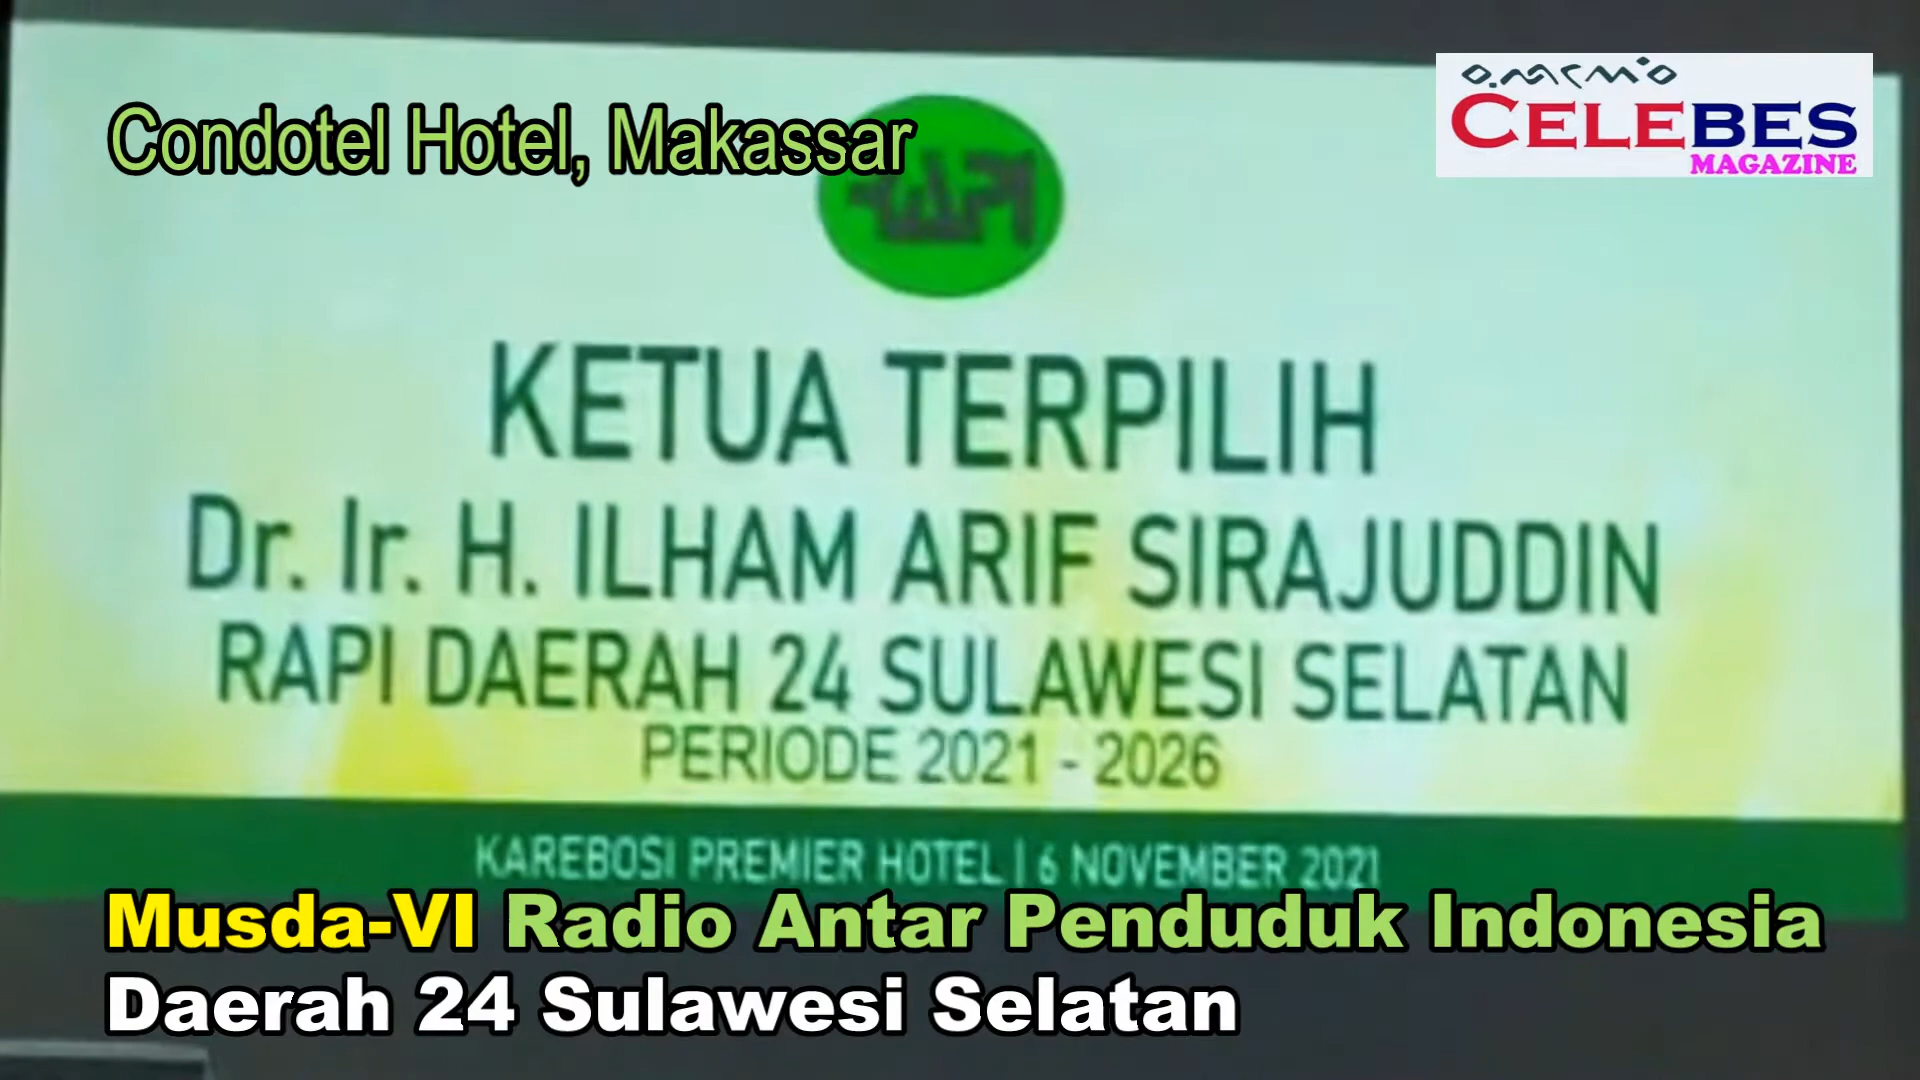 Condotel Hotel, Makassar
CELEBES
MAGAZINE
RAPI
KETUA TERPILIH
Dr. Ir. H. ILHAM ARIF SIRAJUDDIN
RAPI DAERAH 24 SULAWESI SELATAN
PERIODE 2021 - 2026
KAREBOSI PREMIER HOTEL | 6 NOVEMBER 2021
Musda-VI Radio Antar Penduduk Indonesia
Daerah 24 Sulawesi Selatan